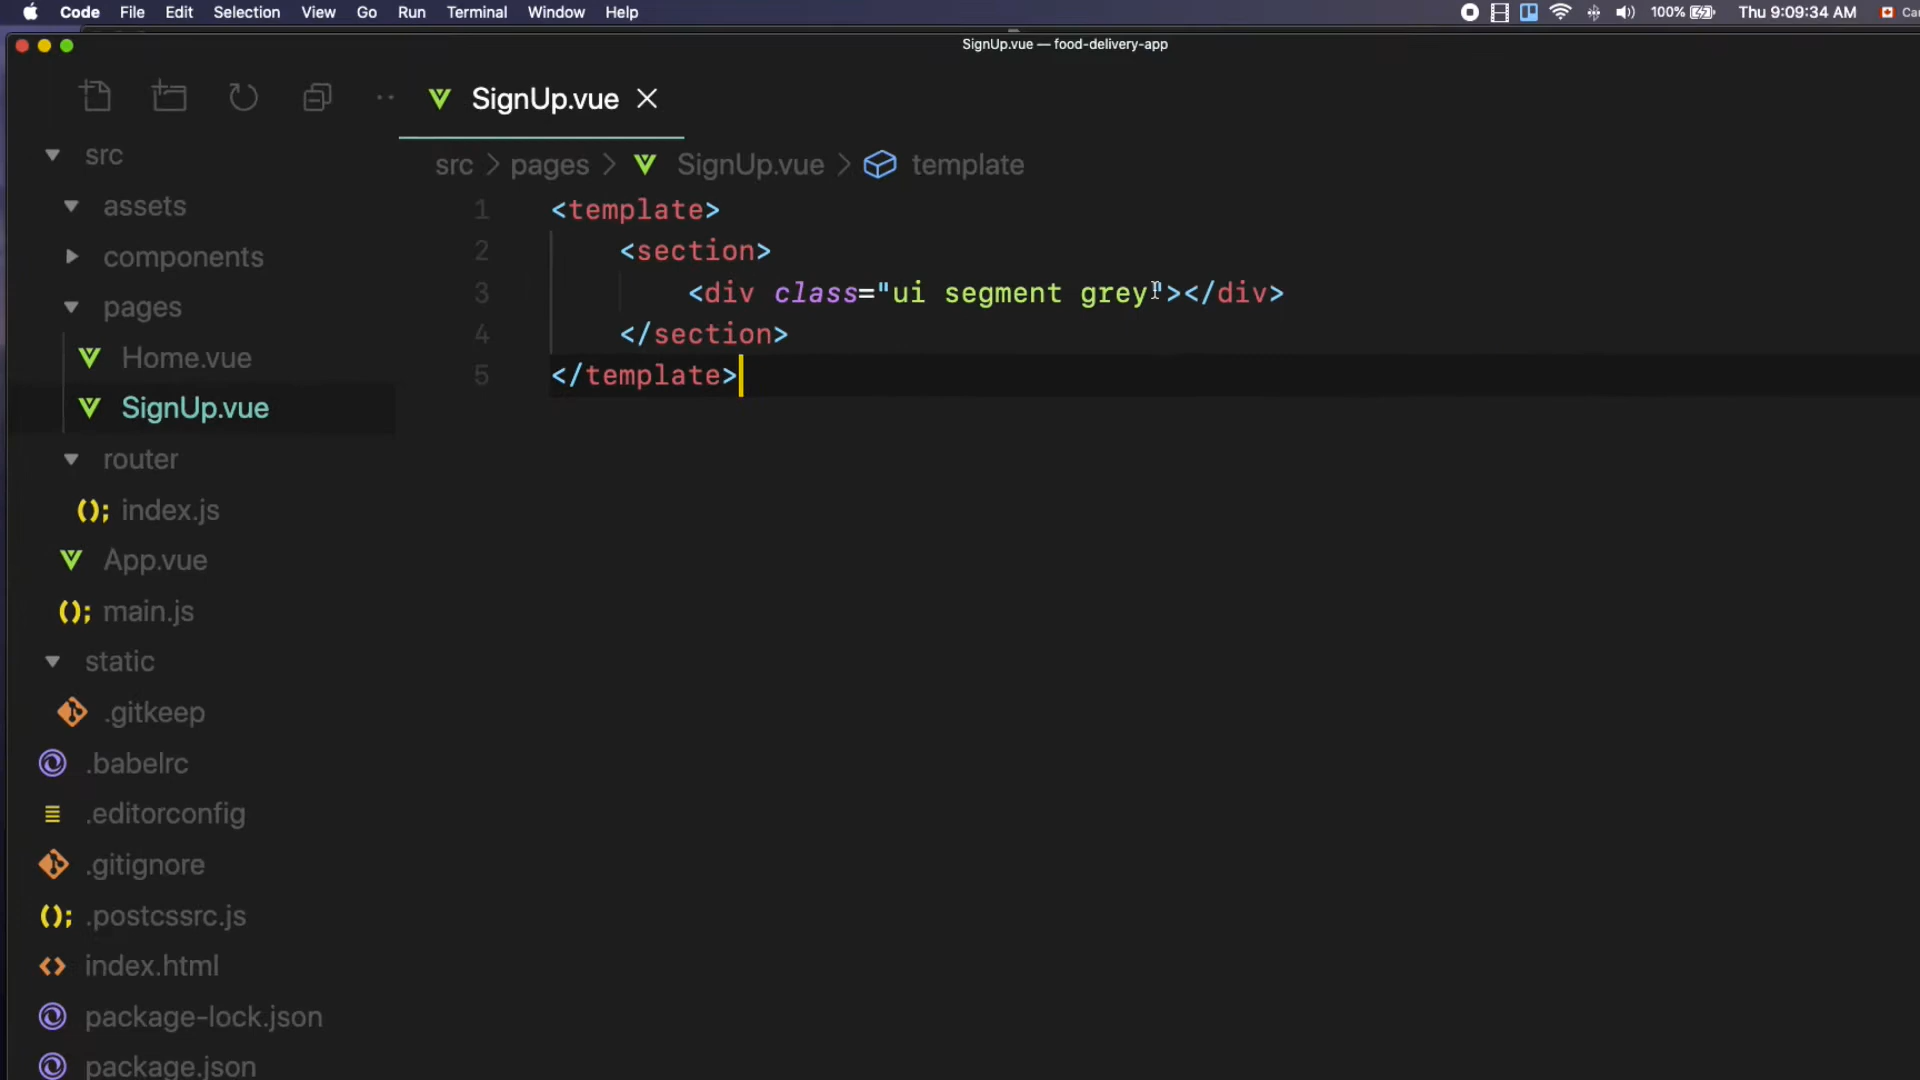 Code File Edit Selection View Go Run Terminal Window Help 100% Thu 9:09:34 AM
SignUp.vue — food-delivery-app
SignUp.vue
src
assets
components
pages
Home.vue
SignUp.vue
router
index.js
App.vue
main.js
static
.gitkeep
.babelrc
.editorconfig
.gitignore
.postcssrc.js
index.html
package-lock.json
package.json
src > pages > SignUp.vue > template
1 <template>
2 <section>
3 <div class="ui segment grey"></div>
4 </section>
5 </template>